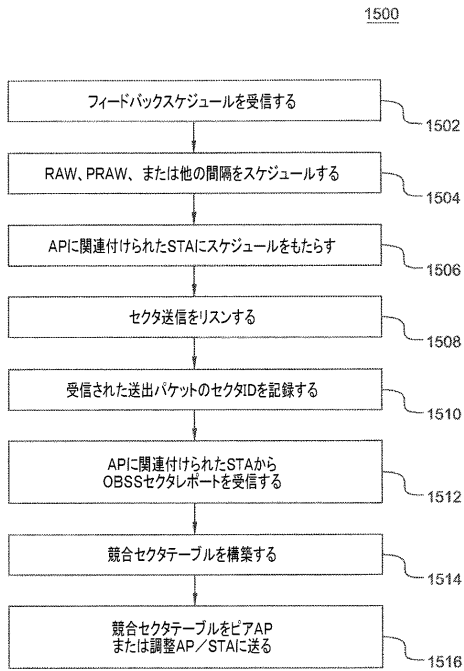 1500
フィードバックスケジュールを受信する
1502
RAW、PRAW、または他の間隔をスケジュールする
1504
APに関連付けられたSTAにスケジュールをもたらす
1506
セクタ送信をリスンする
1508
受信された送出パケットのセクタIDを記録する
1510
APに関連付けられたSTAから
OBSSセクタレポートを受信する
1512
競合セクタテーブルを構築する
1514
競合セクタテーブルをピアAP
または調整AP／STAに送る
1516